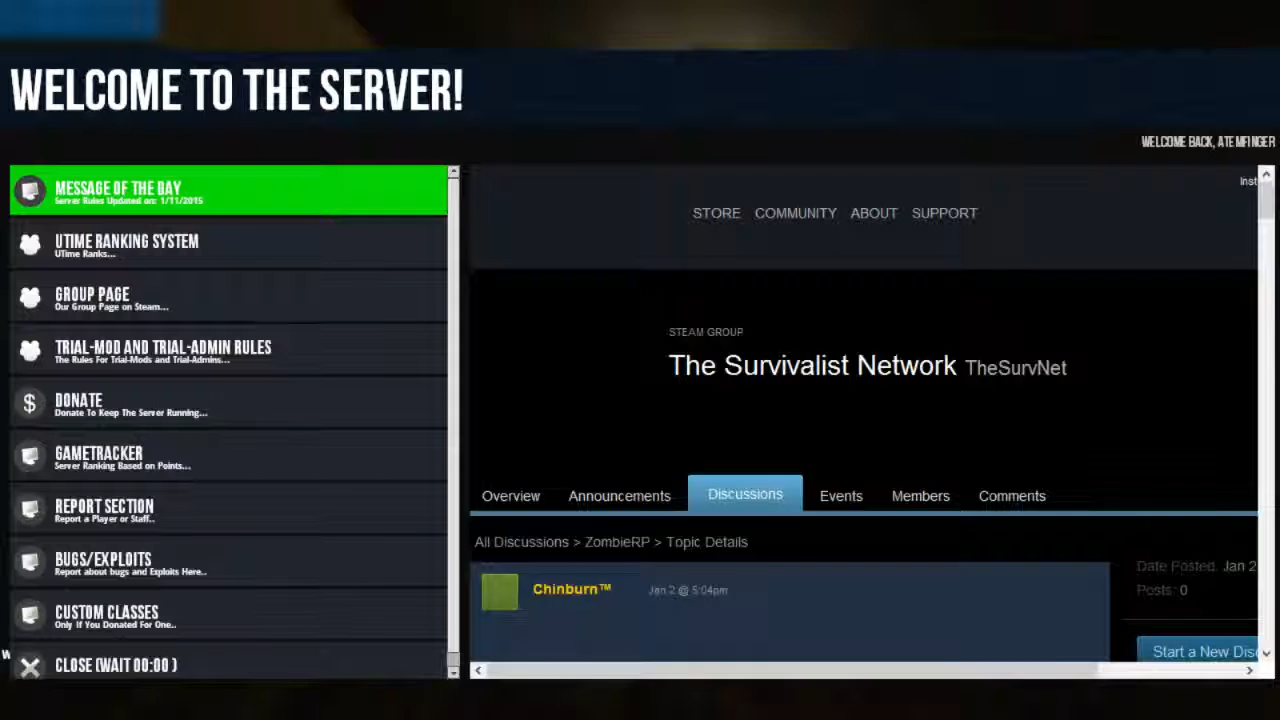 WELCOME TO THE SERVER!
WELCOME BACK, ATEMFINGER
MESSAGE OF THE DAY
Server Rules Updated on: 1/11/2015
UTIME RANKING SYSTEM
UTime Ranks...
GROUP PAGE
Our Group Page on Steam...
TRIAL-MOD AND TRIAL-ADMIN RULES
The Rules For Trial-Mods and Trial-Admins...
DONATE
Donate To Keep The Server Running...
GAMETRACKER
Server Ranking Based on Points...
REPORT SECTION
Report a Player or Staff..
BUGS/EXPLOITS
Report about bugs and Exploits Here..
CUSTOM CLASSES
Only If You Donated For One..
CLOSE (WAIT 00:00 )
Inst
STORE COMMUNITY ABOUT SUPPORT
STEAM GROUP
The Survivalist Network TheSurvNet
Overview Announcements Discussions Events Members Comments
All Discussions > ZombieRP > Topic Details
Chinburn™ Jan 2 @ 5:04pm
Date Posted: Jan 2
Posts: 0
Start a New Disc